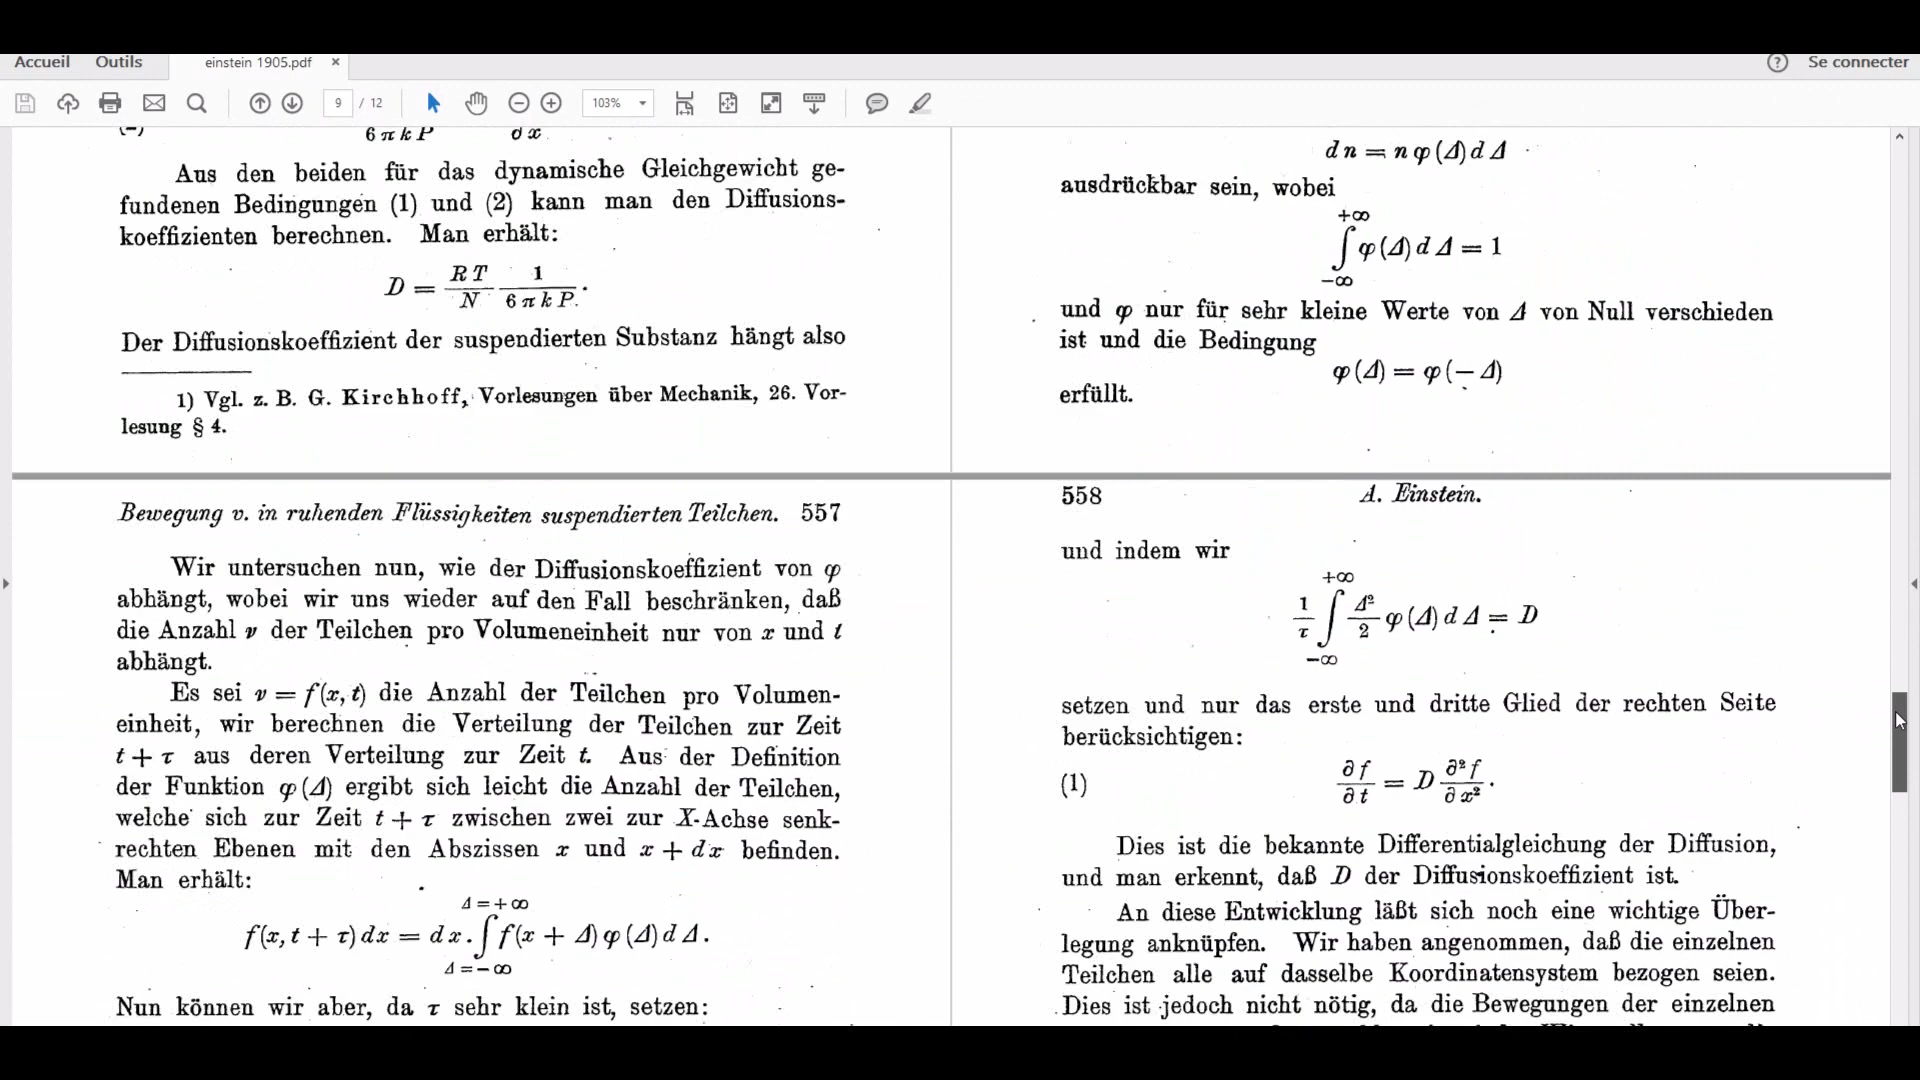 Accueil Outils einstein 1905.pdf × ? Se connecter
9 / 12 103%
6 π k P d x
Aus den beiden für das dynamische Gleichgewicht ge-
fundenen Bedingungen (1) und (2) kann man den Diffusions-
koeffizienten berechnen. Man erhält:
D = RT/N 1/(6 π k P).
Der Diffusionskoeffizient der suspendierten Substanz hängt also
1) Vgl. z. B. G. Kirchhoff, Vorlesungen über Mechanik, 26. Vor-
lesung § 4.
d n = n φ (Δ) d Δ
ausdrückbar sein, wobei
+∞
∫ φ (Δ) d Δ = 1
−∞
und φ nur für sehr kleine Werte von Δ von Null verschieden
ist und die Bedingung
φ (Δ) = φ (− Δ)
erfüllt.
Bewegung v. in ruhenden Flüssigkeiten suspendierten Teilchen. 557
Wir untersuchen nun, wie der Diffusionskoeffizient von φ
abhängt, wobei wir uns wieder auf den Fall beschränken, daß
die Anzahl ν der Teilchen pro Volumeneinheit nur von x und t
abhängt.
Es sei ν = f(x, t) die Anzahl der Teilchen pro Volumen-
einheit, wir berechnen die Verteilung der Teilchen zur Zeit
t + τ aus deren Verteilung zur Zeit t. Aus der Definition
der Funktion φ (Δ) ergibt sich leicht die Anzahl der Teilchen,
welche sich zur Zeit t + τ zwischen zwei zur X-Achse senk-
rechten Ebenen mit den Abszissen x und x + dx befinden.
Man erhält:
Δ = + ∞
f(x, t + τ) dx = dx . ∫ f(x + Δ) φ (Δ) d Δ.
Δ = − ∞
Nun können wir aber, da τ sehr klein ist, setzen:
558 A. Einstein.
und indem wir
+∞
1/τ ∫ Δ²/2 φ (Δ) d Δ = D
−∞
setzen und nur das erste und dritte Glied der rechten Seite
berücksichtigen:
(1) ∂ f/∂ t = D ∂² f/∂ x² .
Dies ist die bekannte Differentialgleichung der Diffusion,
und man erkennt, daß D der Diffusionskoeffizient ist.
An diese Entwicklung läßt sich noch eine wichtige Über-
legung anknüpfen. Wir haben angenommen, daß die einzelnen
Teilchen alle auf dasselbe Koordinatensystem bezogen seien.
Dies ist jedoch nicht nötig, da die Bewegungen der einzelnen